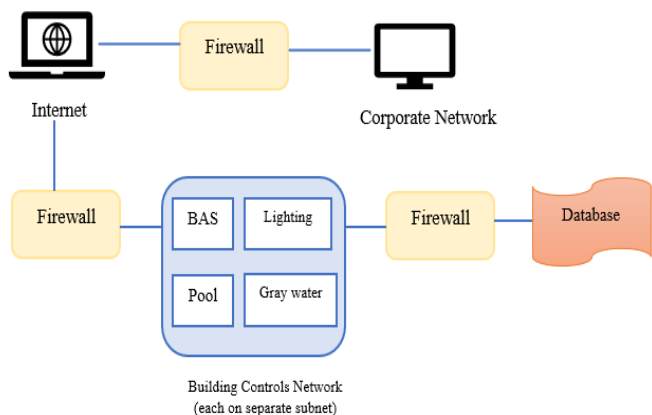 Firewall
Internet
Corporate Network
Firewall
BAS
Lighting
Pool
Gray water
Firewall
Database
Building Controls Network
(each on separate subnet)